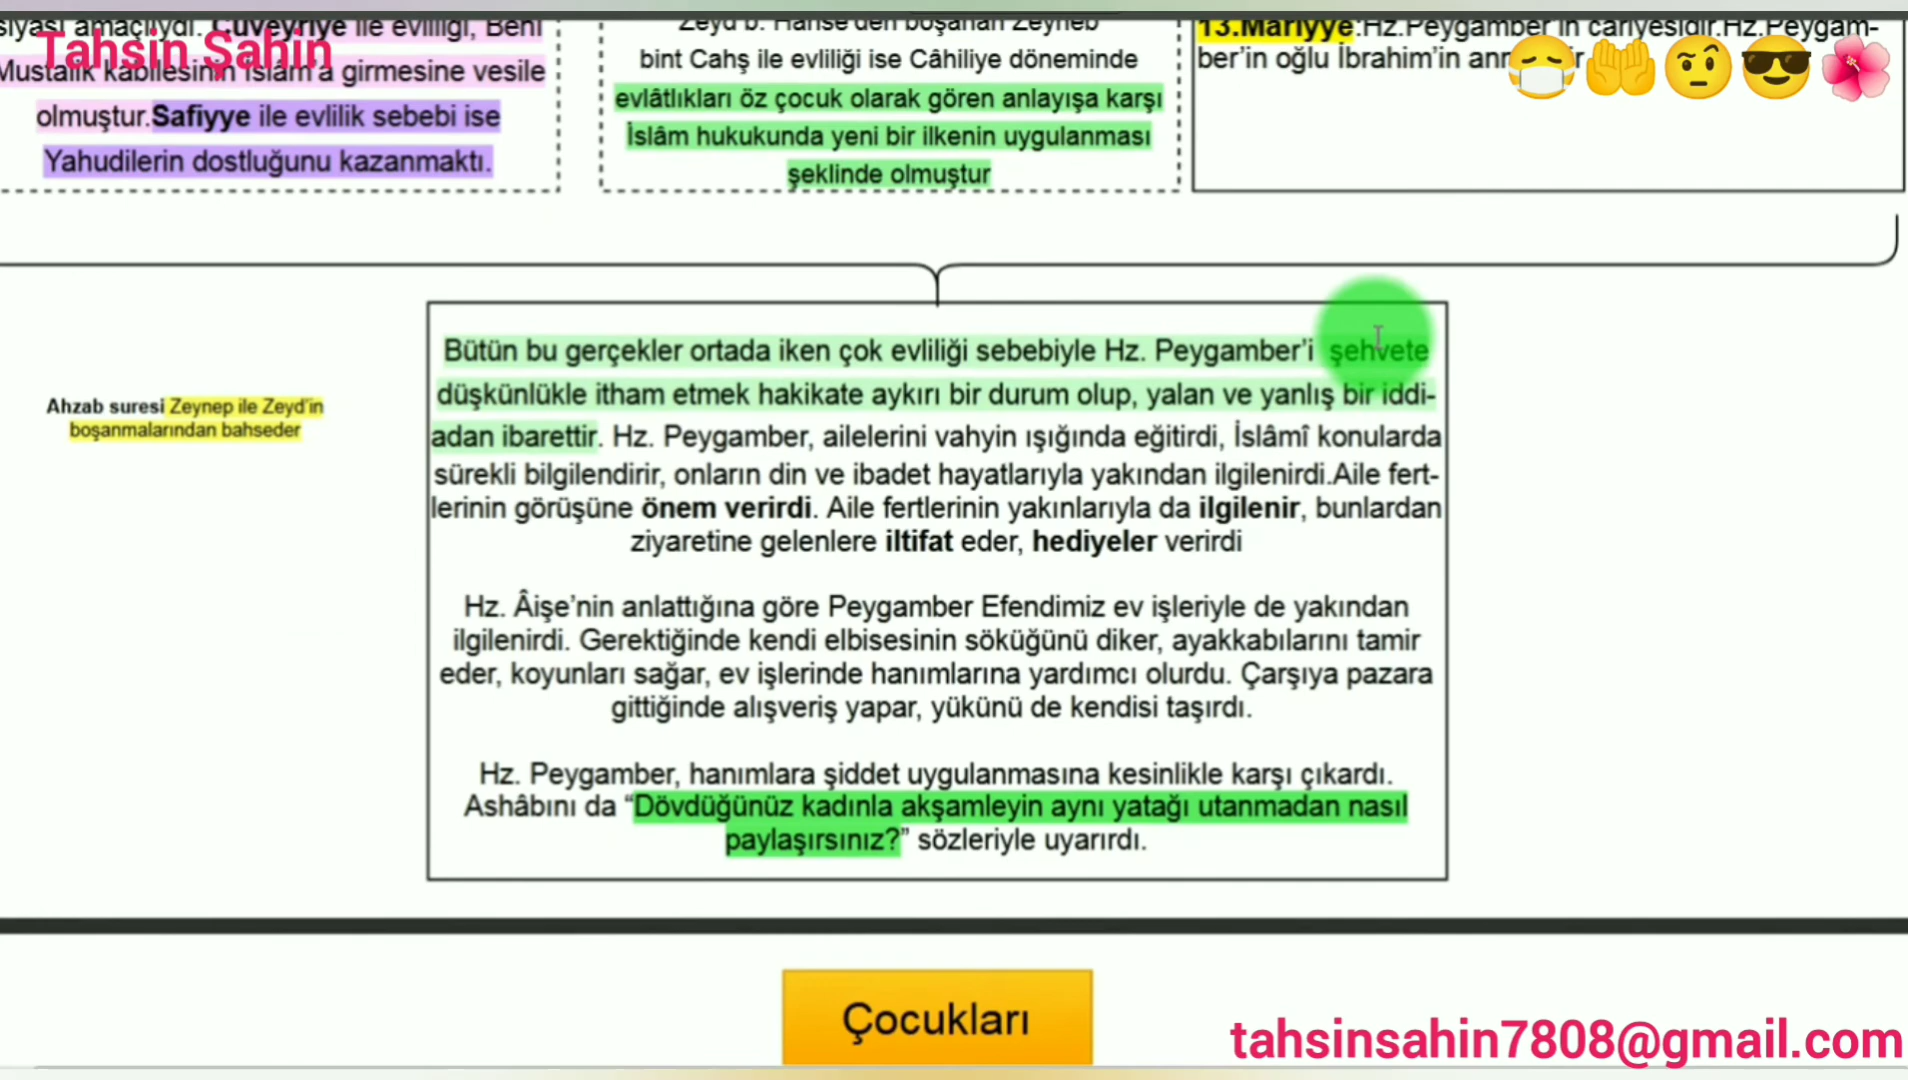 siyasî amaçlıydı. Cüveyriye ile evliliği, Benî
Mustalik kabilesinin İslâm'a girmesine vesile
olmuştur.Safiyye ile evlilik sebebi ise
Yahudilerin dostluğunu kazanmaktı.
Tahsin Şahin
Zeyd b. Hârise'den boşanan Zeyneb
bint Cahş ile evliliği ise Câhiliye döneminde
evlâtlıkları öz çocuk olarak gören anlayışa karşı
İslâm hukukunda yeni bir ilkenin uygulanması
şeklinde olmuştur
13.Mariyye:Hz.Peygamber'in cariyesidir.Hz.Peygam-
ber'in oğlu İbrahim'in
Ahzab suresi Zeynep ile Zeyd'in
boşanmalarından bahseder
Bütün bu gerçekler ortada iken çok evliliği sebebiyle Hz. Peygamber'i şehvete
düşkünlükle itham etmek hakikate aykırı bir durum olup, yalan ve yanlış bir iddi-
adan ibarettir. Hz. Peygamber, ailelerini vahyin ışığında eğitirdi, İslâmî konularda
sürekli bilgilendirir, onların din ve ibadet hayatlarıyla yakından ilgilenirdi.Aile fert-
lerinin görüşüne önem verirdi. Aile fertlerinin yakınlarıyla da ilgilenir, bunlardan
ziyaretine gelenlere iltifat eder, hediyeler verirdi
Hz. Âişe'nin anlattığına göre Peygamber Efendimiz ev işleriyle de yakından
ilgilenirdi. Gerektiğinde kendi elbisesinin söküğünü diker, ayakkabılarını tamir
eder, koyunları sağar, ev işlerinde hanımlarına yardımcı olurdu. Çarşıya pazara
gittiğinde alışveriş yapar, yükünü de kendisi taşırdı.
Hz. Peygamber, hanımlara şiddet uygulanmasına kesinlikle karşı çıkardı.
Ashâbını da “Dövdüğünüz kadınla akşamleyin aynı yatağı utanmadan nasıl
paylaşırsınız?” sözleriyle uyarırdı.
Çocukları
tahsinsahin7808@gmail.com